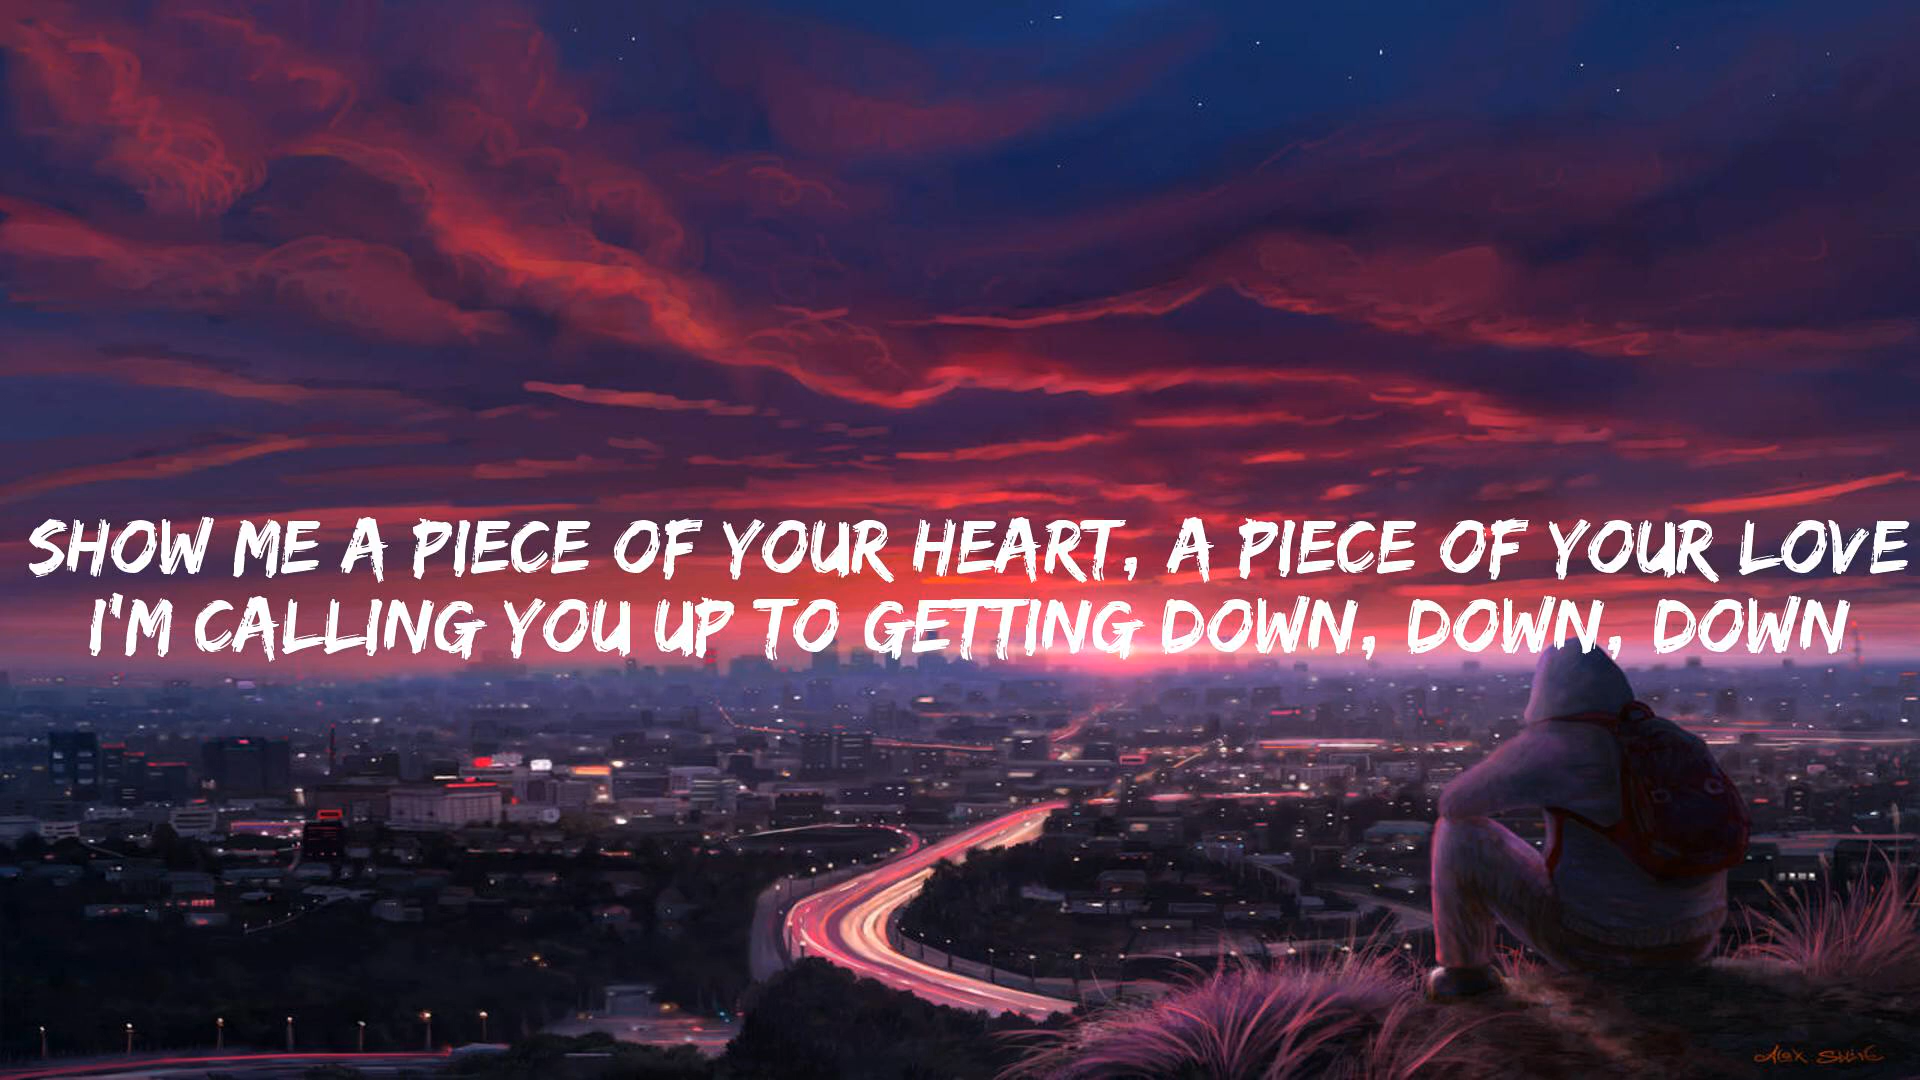 SHOW ME A PIECE OF YOUR HEART, A PIECE OF YOUR LOVE
I'M CALLING YOU UP TO GETTING DOWN, DOWN, DOWN